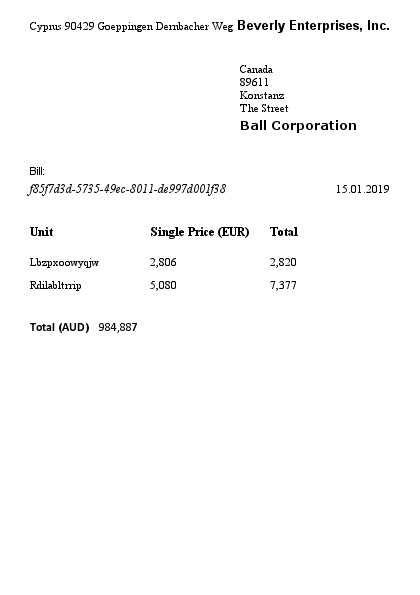 Cyprus 90429 Goeppingen Dernbacher Weg Beverly Enterprises, Inc.
Canada
89611
Konstanz
The Street
Ball Corporation
Bill:
f85f7d3d-5735-49ec-8011-de997d001f38 15.01.2019
Unit Single Price (EUR) Total
Lbzpxoowyqjw 2,806 2,820
Rdilabltrrip 5,080 7,377
Total (AUD) 984,887